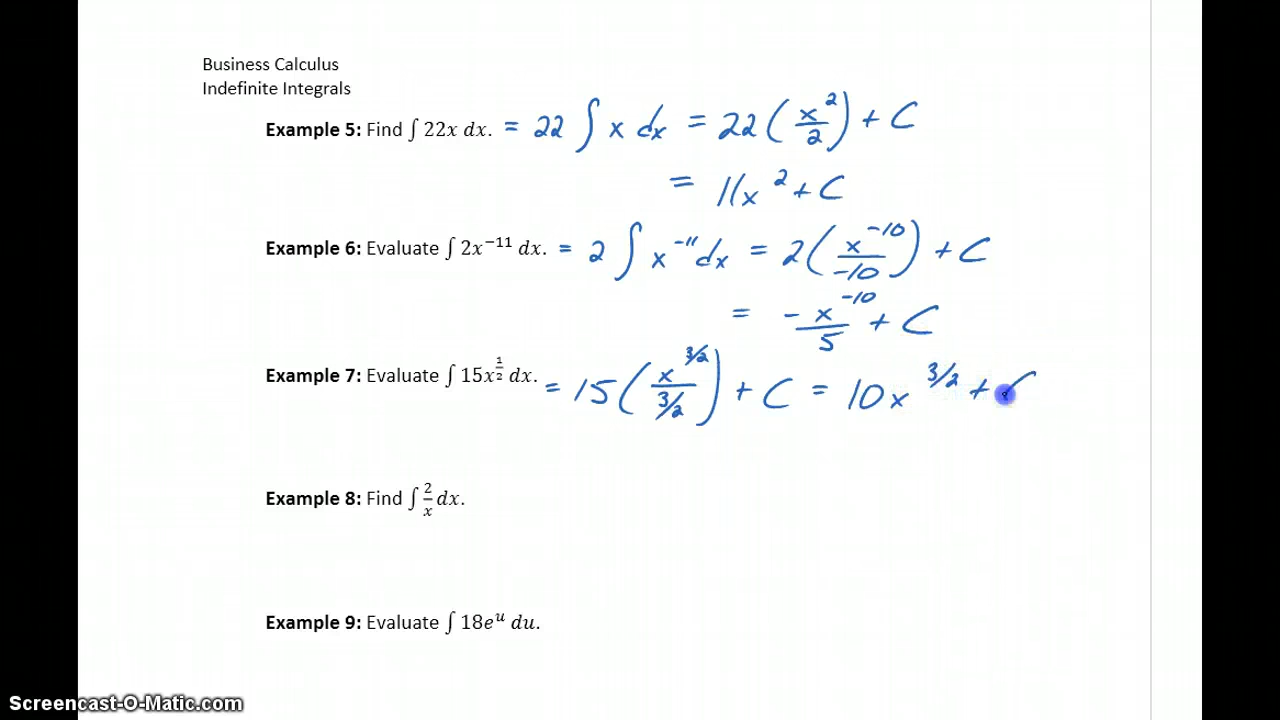 Business Calculus
Indefinite Integrals
Example 5: Find ∫ 22x dx. = 22 ∫ x dx = 22 ( x² / 2 ) + C
= 11x² + C
Example 6: Evaluate ∫ 2x⁻¹¹ dx. = 2 ∫ x⁻¹¹ dx = 2 ( x⁻¹⁰ / -10 ) + C
= - x⁻¹⁰ / 5 + C
Example 7: Evaluate ∫ 15x^(1/2) dx. = 15 ( x^(3/2) / (3/2) ) + C = 10x^(3/2) + C
Example 8: Find ∫ 2/x dx.
Example 9: Evaluate ∫ 18eᵘ du.
Screencast-O-Matic.com